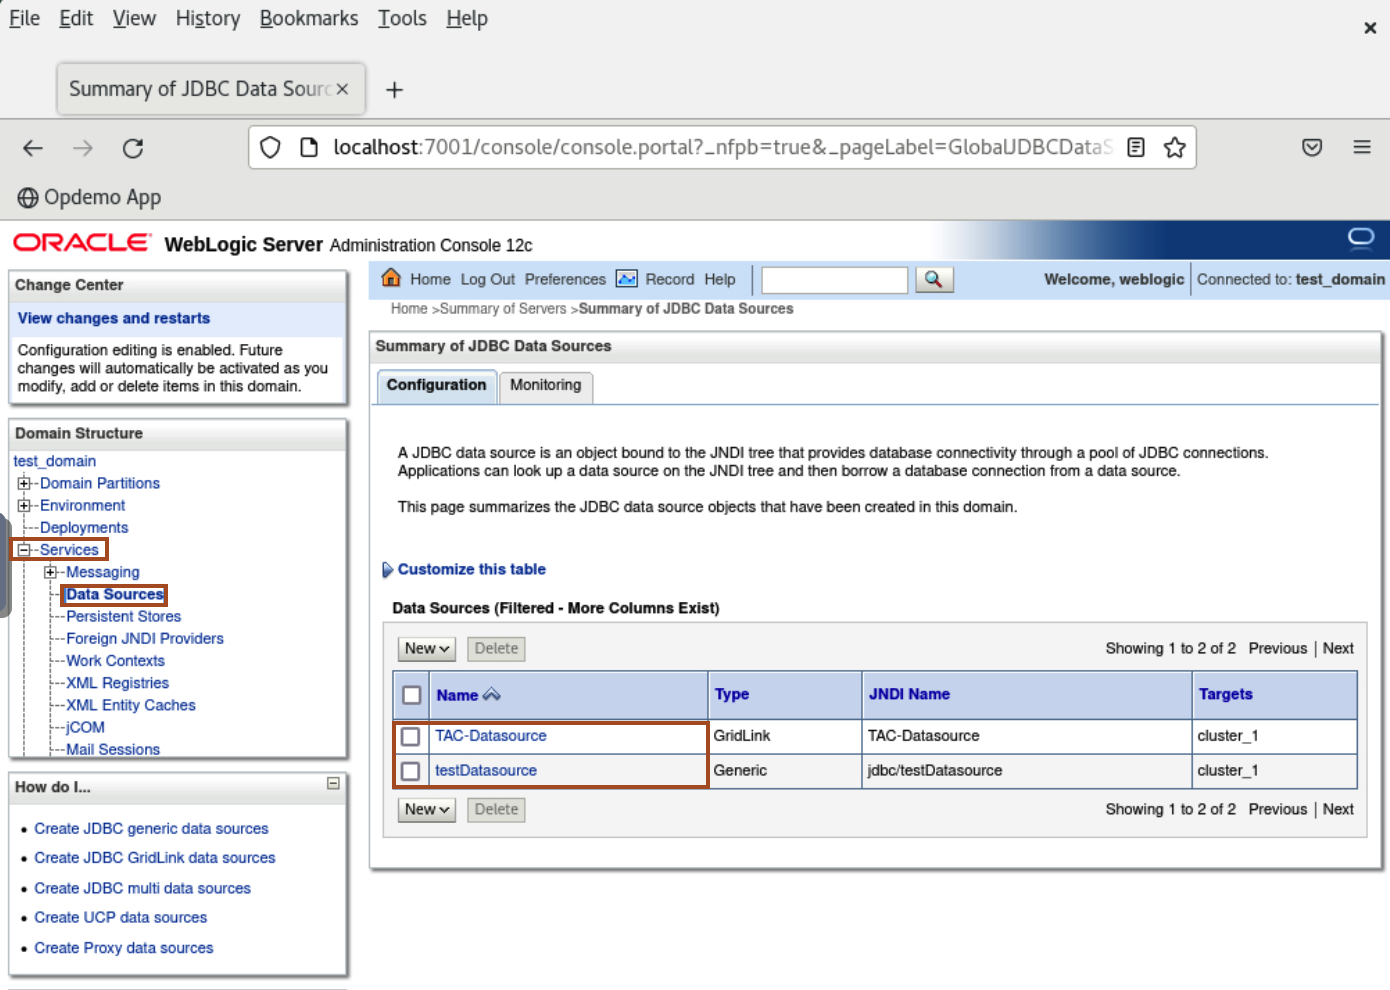 File Edit View History Bookmarks Tools Help
Summary of JDBC Data Sourc
localhost:7001/console/console.portal?_nfpb=true&_pageLabel=GlobalJDBCDataS
Opdemo App
ORACLE WebLogic Server Administration Console 12c
Change Center
View changes and restarts
Configuration editing is enabled. Future
changes will automatically be activated as you
modify, add or delete items in this domain.
Domain Structure
test_domain
Domain Partitions
Environment
Deployments
Services
Messaging
Data Sources
Persistent Stores
Foreign JNDI Providers
Work Contexts
XML Registries
XML Entity Caches
jCOM
Mail Sessions
How do I...
Create JDBC generic data sources
Create JDBC GridLink data sources
Create JDBC multi data sources
Create UCP data sources
Create Proxy data sources
Home Log Out Preferences Record Help
Welcome, weblogic Connected to: test_domain
Home >Summary of Servers >Summary of JDBC Data Sources
Summary of JDBC Data Sources
Configuration Monitoring
A JDBC data source is an object bound to the JNDI tree that provides database connectivity through a pool of JDBC connections.
Applications can look up a data source on the JNDI tree and then borrow a database connection from a data source.
This page summarizes the JDBC data source objects that have been created in this domain.
Customize this table
Data Sources (Filtered - More Columns Exist)
New Delete Showing 1 to 2 of 2 Previous | Next
Name Type JNDI Name Targets
TAC-Datasource GridLink TAC-Datasource cluster_1
testDatasource Generic jdbc/testDatasource cluster_1
New Delete Showing 1 to 2 of 2 Previous | Next